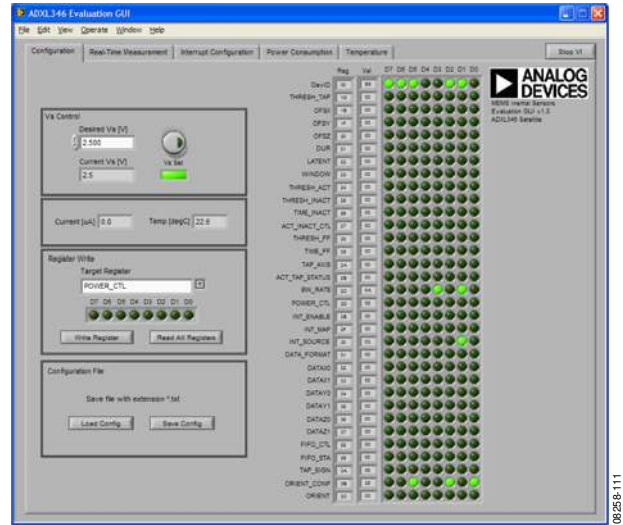 ADXL346 Evaluation GUI
File Edit View Operate Window Help
Configuration Real-Time Measurement Interrupt Configuration Power Consumption Temperature Stop VI
Reg Val D7 D6 D5 D4 D3 D2 D1 D0
ANALOG
DEVICES
MEMS Inertial Sensors
Evaluation GUI v1.0
ADXL346 Satellite
Va Control
Desired Va [V]
2.500
Current Va [V]
2.5
Va Set
Current [uA] 0.0 Temp [degC] 22.6
Register Write
Target Register
POWER_CTL
D7 D6 D5 D4 D3 D2 D1 D0
Write Register Read All Registers
Configuration File
Save file with extension *.txt
Load Config Save Config
DevID
THRESH_TAP
OFSX
OFSY
OFSZ
DUR
LATENT
WINDOW
THRESH_ACT
THRESH_INACT
TIME_INACT
ACT_INACT_CTL
THRESH_FF
TIME_FF
TAP_AXIS
ACT_TAP_STATUS
BW_RATE
POWER_CTL
INT_ENABLE
INT_MAP
INT_SOURCE
DATA_FORMAT
DATAX0
DATAX1
DATAY0
DATAY1
DATAZ0
DATAZ1
FIFO_CTL
FIFO_STA
TAP_SIGN
ORIENT_CONF
ORIENT
08258-111